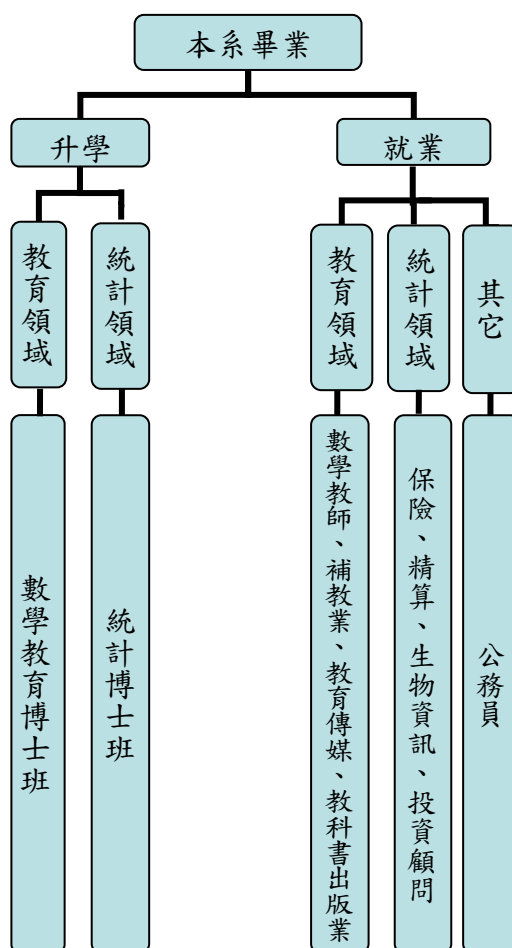 本系畢業
升學
就業
教育領域
統計領域
教育領域
統計領域
其它
數學教育博士班
統計博士班
數學教師、補教業、教育傳媒、教科書出版業
保險、精算、生物資訊、投資顧問
公務員